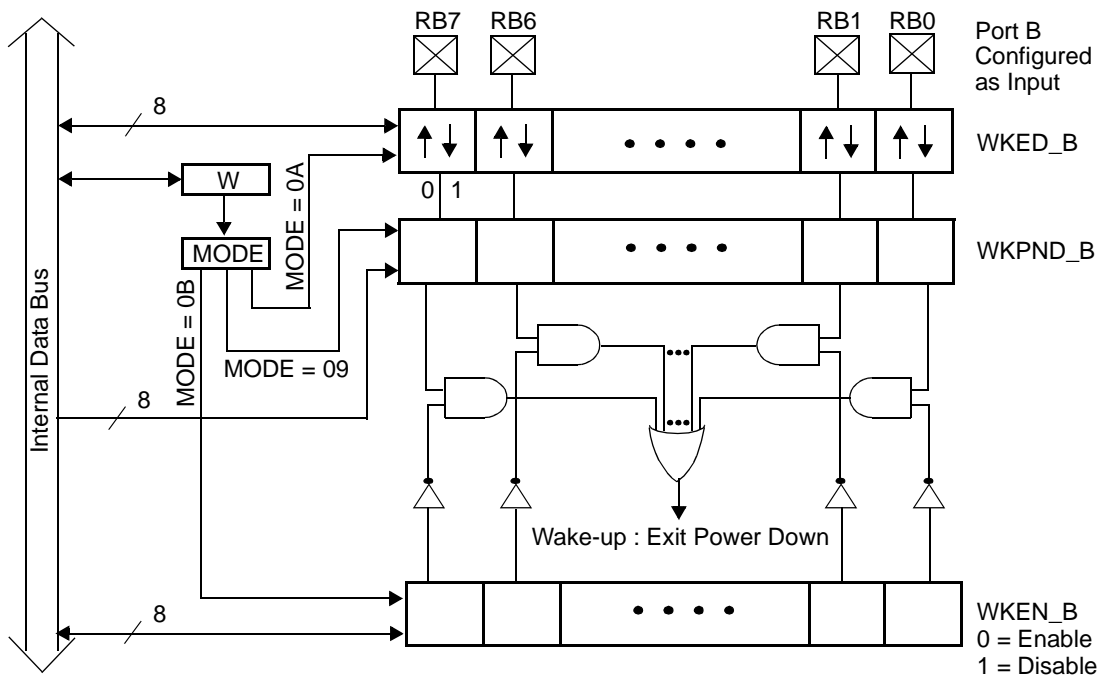 RB7 RB6 RB1 RB0
Port B
Configured
as Input
8
WKED_B
W
MODE = 0A
0 1
MODE
WKPND_B
MODE = 0B
MODE = 09
Internal Data Bus
8
Wake-up : Exit Power Down
8
WKEN_B
0 = Enable
1 = Disable